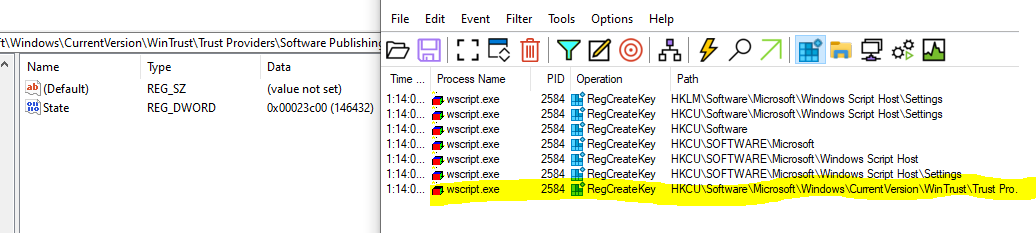 ft\Windows\CurrentVersion\WinTrust\Trust Providers\Software Publishing
Name Type Data
(Default) REG_SZ (value not set)
State REG_DWORD 0x00023c00 (146432)
File Edit Event Filter Tools Options Help
Time ... Process Name PID Operation Path
1:14:0... wscript.exe 2584 RegCreateKey HKLM\Software\Microsoft\Windows Script Host\Settings
1:14:0... wscript.exe 2584 RegCreateKey HKCU\Software\Microsoft\Windows Script Host\Settings
1:14:0... wscript.exe 2584 RegCreateKey HKCU\Software
1:14:0... wscript.exe 2584 RegCreateKey HKCU\SOFTWARE\Microsoft
1:14:0... wscript.exe 2584 RegCreateKey HKCU\SOFTWARE\Microsoft\Windows Script Host
1:14:0... wscript.exe 2584 RegCreateKey HKCU\SOFTWARE\Microsoft\Windows Script Host\Settings
1:14:0... wscript.exe 2584 RegCreateKey HKCU\Software\Microsoft\Windows\CurrentVersion\WinTrust\Trust Pro...